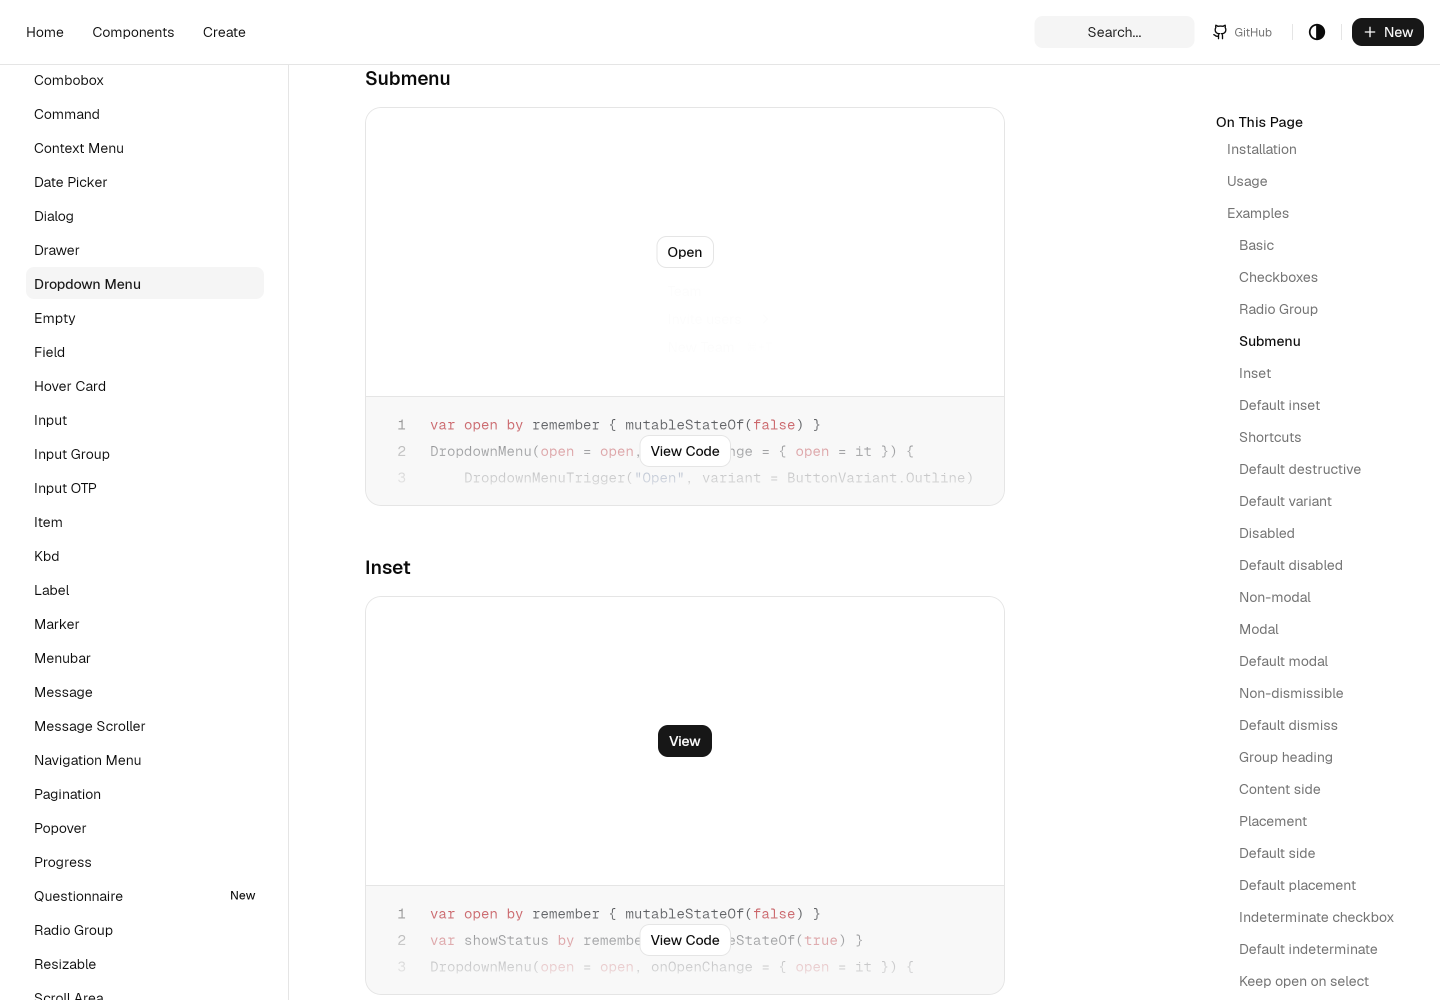 Home
Components
Create
Search...
GitHub
New
Combobox
Command
Context Menu
Date Picker
Dialog
Drawer
Dropdown Menu
Empty
Field
Hover Card
Input
Input Group
Input OTP
Item
Kbd
Label
Marker
Menubar
Message
Message Scroller
Navigation Menu
Pagination
Popover
Progress
Questionnaire New
Radio Group
Resizable
Scroll Area
Submenu
Open
1 var open by remember { mutableStateOf(false) }
2 DropdownMenu(open = open, nge = { open = it }) {
View Code
3 DropdownMenuTrigger("Open", variant = ButtonVariant.Outline)
Inset
View
1 var open by remember { mutableStateOf(false) }
2 var showStatus by remembe eStateOf(true) }
View Code
3 DropdownMenu(open = open, onOpenChange = { open = it }) {
On This Page
Installation
Usage
Examples
Basic
Checkboxes
Radio Group
Submenu
Inset
Default inset
Shortcuts
Default destructive
Default variant
Disabled
Default disabled
Non-modal
Modal
Default modal
Non-dismissible
Default dismiss
Group heading
Content side
Placement
Default side
Default placement
Indeterminate checkbox
Default indeterminate
Keep open on select